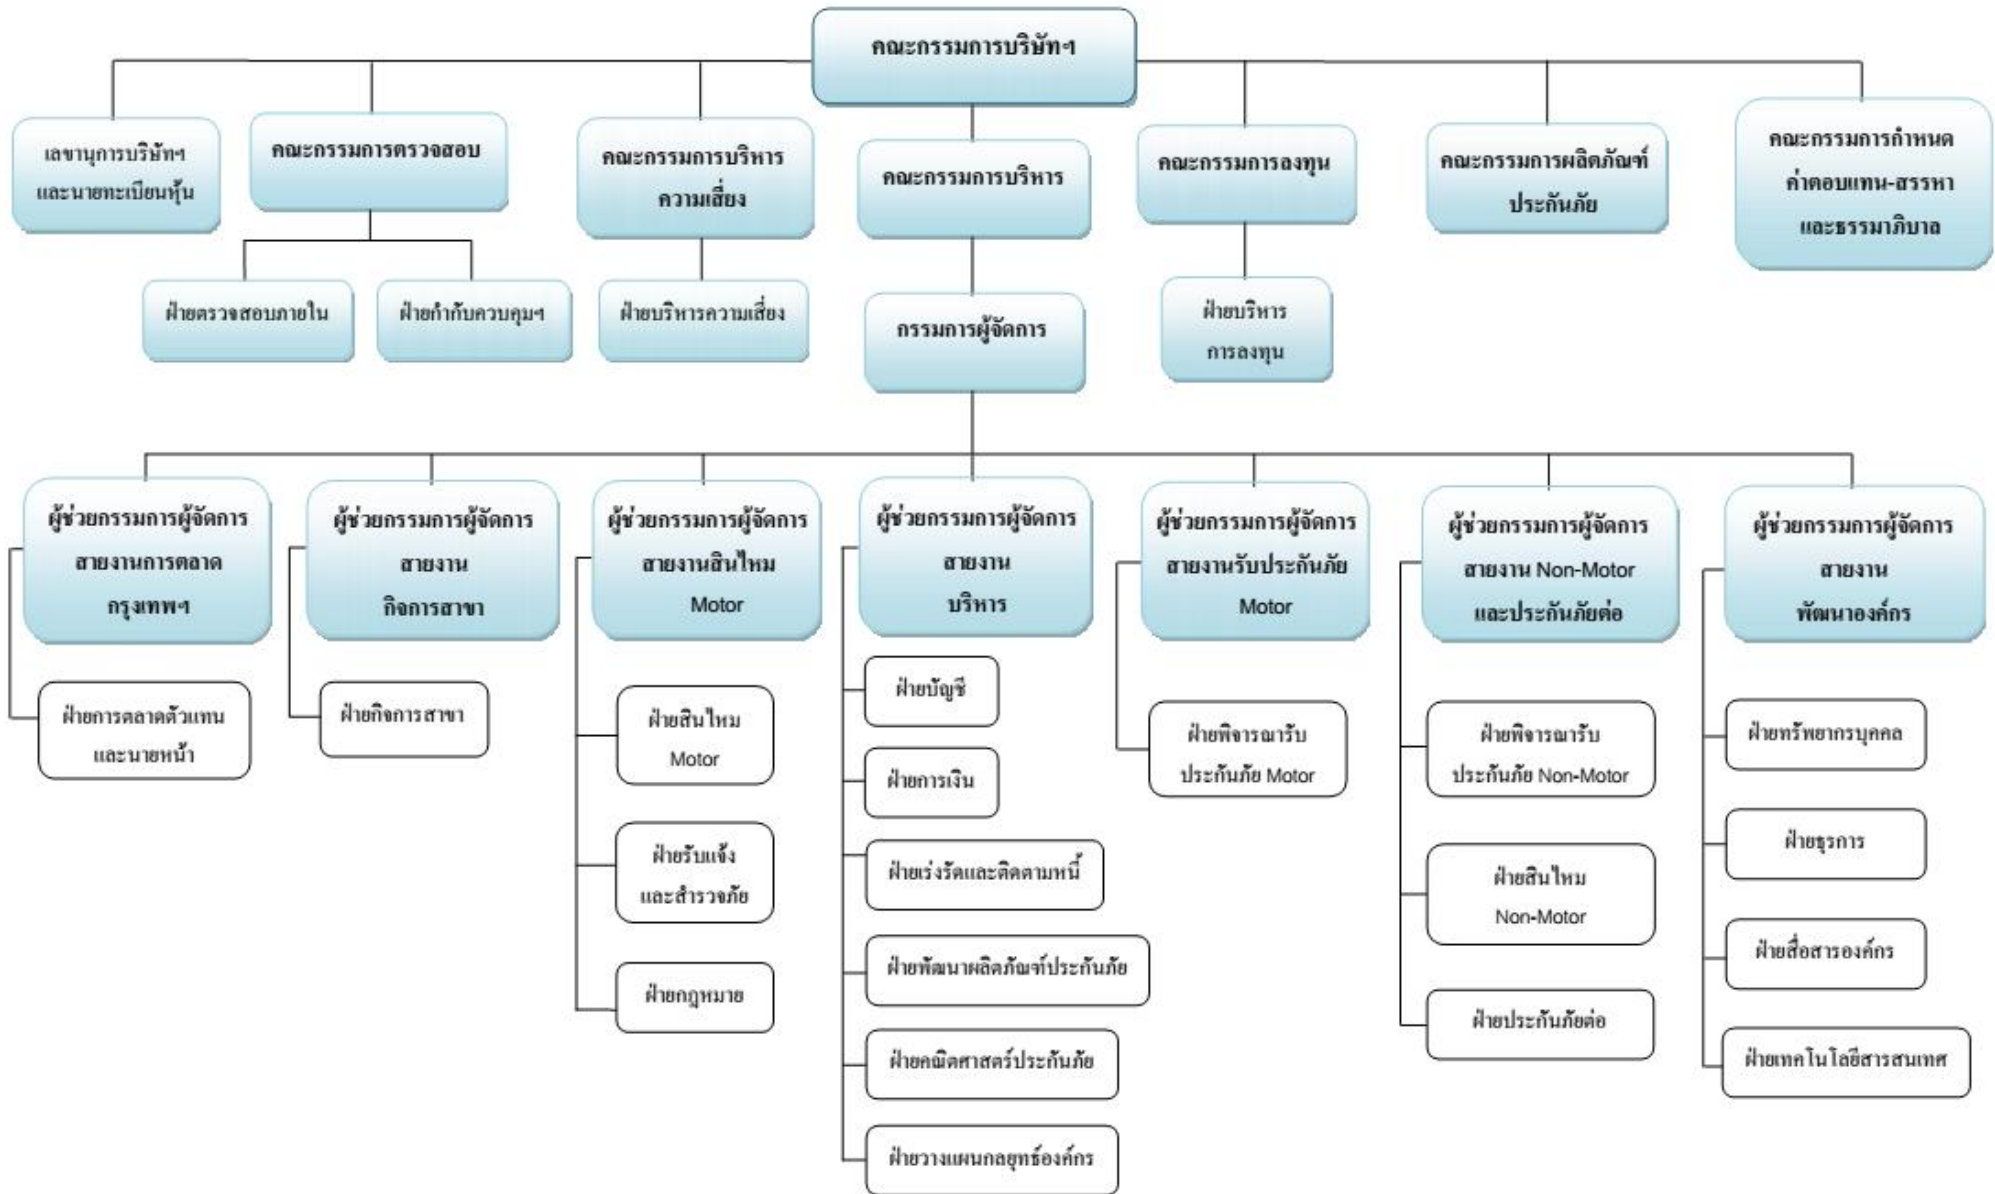 คณะกรรมการบริษัทฯ
เลขานุการบริษัทฯ
และนายทะเบียนหุ้น
คณะกรรมการตรวจสอบ
คณะกรรมการบริหาร
ความเสี่ยง
คณะกรรมการบริหาร
คณะกรรมการลงทุน
คณะกรรมการผลิตภัณฑ์
ประกันภัย
คณะกรรมการกำหนด
ค่าตอบแทน-สรรหา
และธรรมาภิบาล
ฝ่ายตรวจสอบภายใน
ฝ่ายกำกับควบคุมฯ
ฝ่ายบริหารความเสี่ยง
กรรมการผู้จัดการ
ฝ่ายบริหาร
การลงทุน
ผู้ช่วยกรรมการผู้จัดการ
สายงานการตลาด
กรุงเทพฯ
ฝ่ายการตลาดตัวแทน
และนายหน้า
ผู้ช่วยกรรมการผู้จัดการ
สายงาน
กิจการสาขา
ฝ่ายกิจการสาขา
ผู้ช่วยกรรมการผู้จัดการ
สายงานสินไหม
Motor
ฝ่ายสินไหม
Motor
ฝ่ายรับแจ้ง
และสำรวจภัย
ฝ่ายกฎหมาย
ผู้ช่วยกรรมการผู้จัดการ
สายงาน
บริหาร
ฝ่ายบัญชี
ฝ่ายการเงิน
ฝ่ายเร่งรัดและติดตามหนี้
ฝ่ายพัฒนาผลิตภัณฑ์ประกันภัย
ฝ่ายคณิตศาสตร์ประกันภัย
ฝ่ายวางแผนกลยุทธ์องค์กร
ผู้ช่วยกรรมการผู้จัดการ
สายงานรับประกันภัย
Motor
ฝ่ายพิจารณารับ
ประกันภัย Motor
ผู้ช่วยกรรมการผู้จัดการ
สายงาน Non-Motor
และประกันภัยต่อ
ฝ่ายพิจารณารับ
ประกันภัย Non-Motor
ฝ่ายสินไหม
Non-Motor
ฝ่ายประกันภัยต่อ
ผู้ช่วยกรรมการผู้จัดการ
สายงาน
พัฒนาองค์กร
ฝ่ายทรัพยากรบุคคล
ฝ่ายธุรการ
ฝ่ายสื่อสารองค์กร
ฝ่ายเทคโนโลยีสารสนเทศ